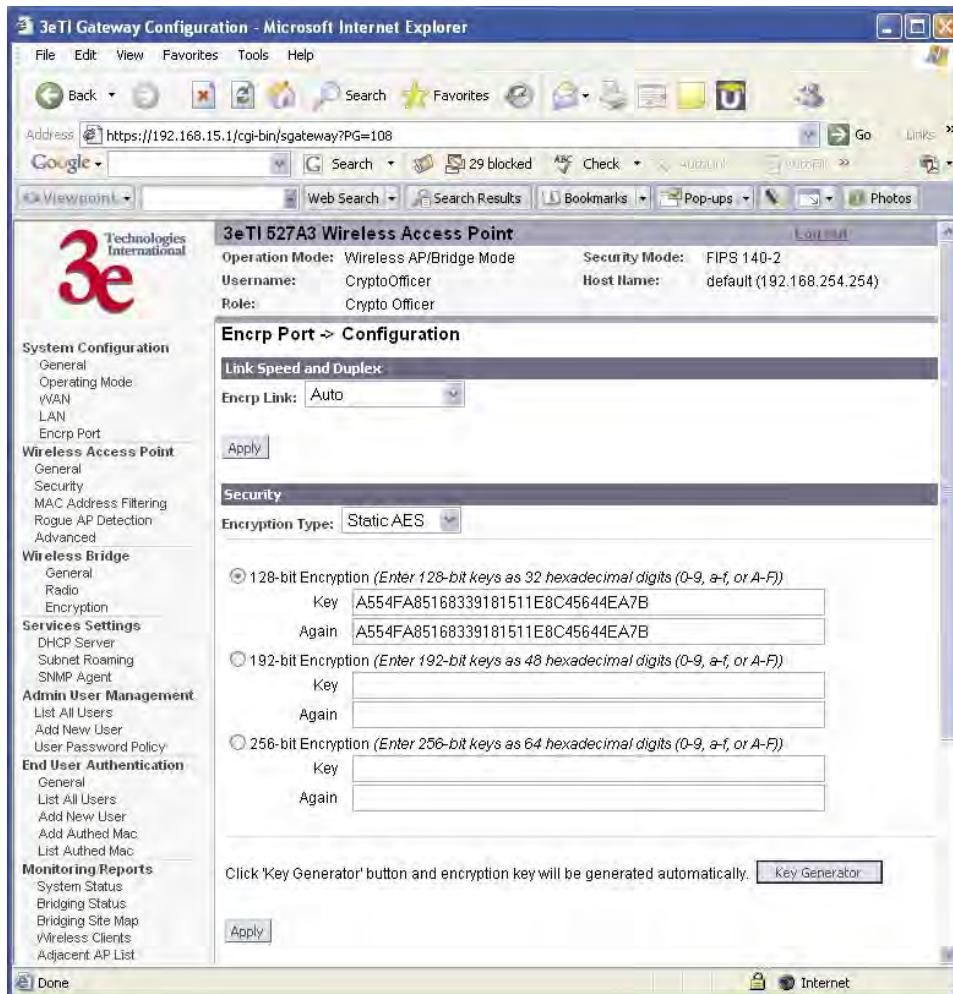 3eTI Gateway Configuration - Microsoft Internet Explorer
File Edit View Favorites Tools Help
Back Search Favorites
Address https://192.168.15.1/cgi-bin/sgateway?PG=108 Go Links »
Google Search 29 blocked Check AutoLink AutoFill »
Viewpoint Web Search Search Results Bookmarks Pop-ups Photos
3e Technologies International
3eTI 527A3 Wireless Access Point Logout
Operation Mode: Wireless AP/Bridge Mode Security Mode: FIPS 140-2
Username: CryptoOfficer Host Name: default (192.168.254.254)
Role: Crypto Officer
System Configuration
General
Operating Mode
WAN
LAN
Encrp Port
Wireless Access Point
General
Security
MAC Address Filtering
Rogue AP Detection
Advanced
Wireless Bridge
General
Radio
Encryption
Services Settings
DHCP Server
Subnet Roaming
SNMP Agent
Admin User Management
List All Users
Add New User
User Password Policy
End User Authentication
General
List All Users
Add New User
Add Authed Mac
List Authed Mac
Monitoring/Reports
System Status
Bridging Status
Bridging Site Map
Wireless Clients
Adjacent AP List
Encrp Port -> Configuration
Link Speed and Duplex
Encrp Link: Auto
Apply
Security
Encryption Type: Static AES
128-bit Encryption (Enter 128-bit keys as 32 hexadecimal digits (0-9, a-f, or A-F))
Key A554FA85168339181511E8C45644EA7B
Again A554FA85168339181511E8C45644EA7B
192-bit Encryption (Enter 192-bit keys as 48 hexadecimal digits (0-9, a-f, or A-F))
Key
Again
256-bit Encryption (Enter 256-bit keys as 64 hexadecimal digits (0-9, a-f, or A-F))
Key
Again
Click 'Key Generator' button and encryption key will be generated automatically. Key Generator
Apply
Done Internet